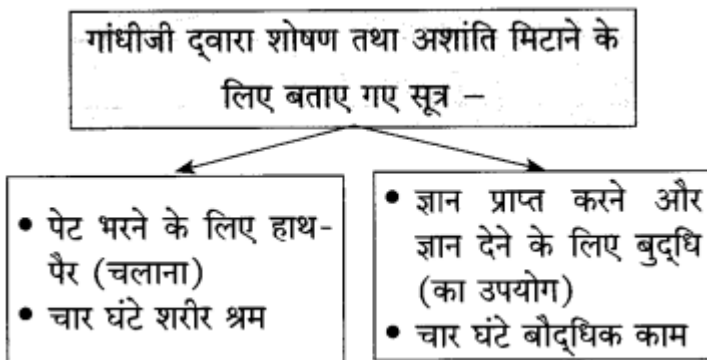 गांधीजी द्‌वारा शोषण तथा अशांति मिटाने के
लिए बताए गए सूत्र –
• पेट भरने के लिए हाथ-
पैर (चलाना)
• चार घंटे शरीर श्रम
• ज्ञान प्राप्त करने और
ज्ञान देने के लिए बुद्‌धि
(का उपयोग)
• चार घंटे बौद्‌धिक काम